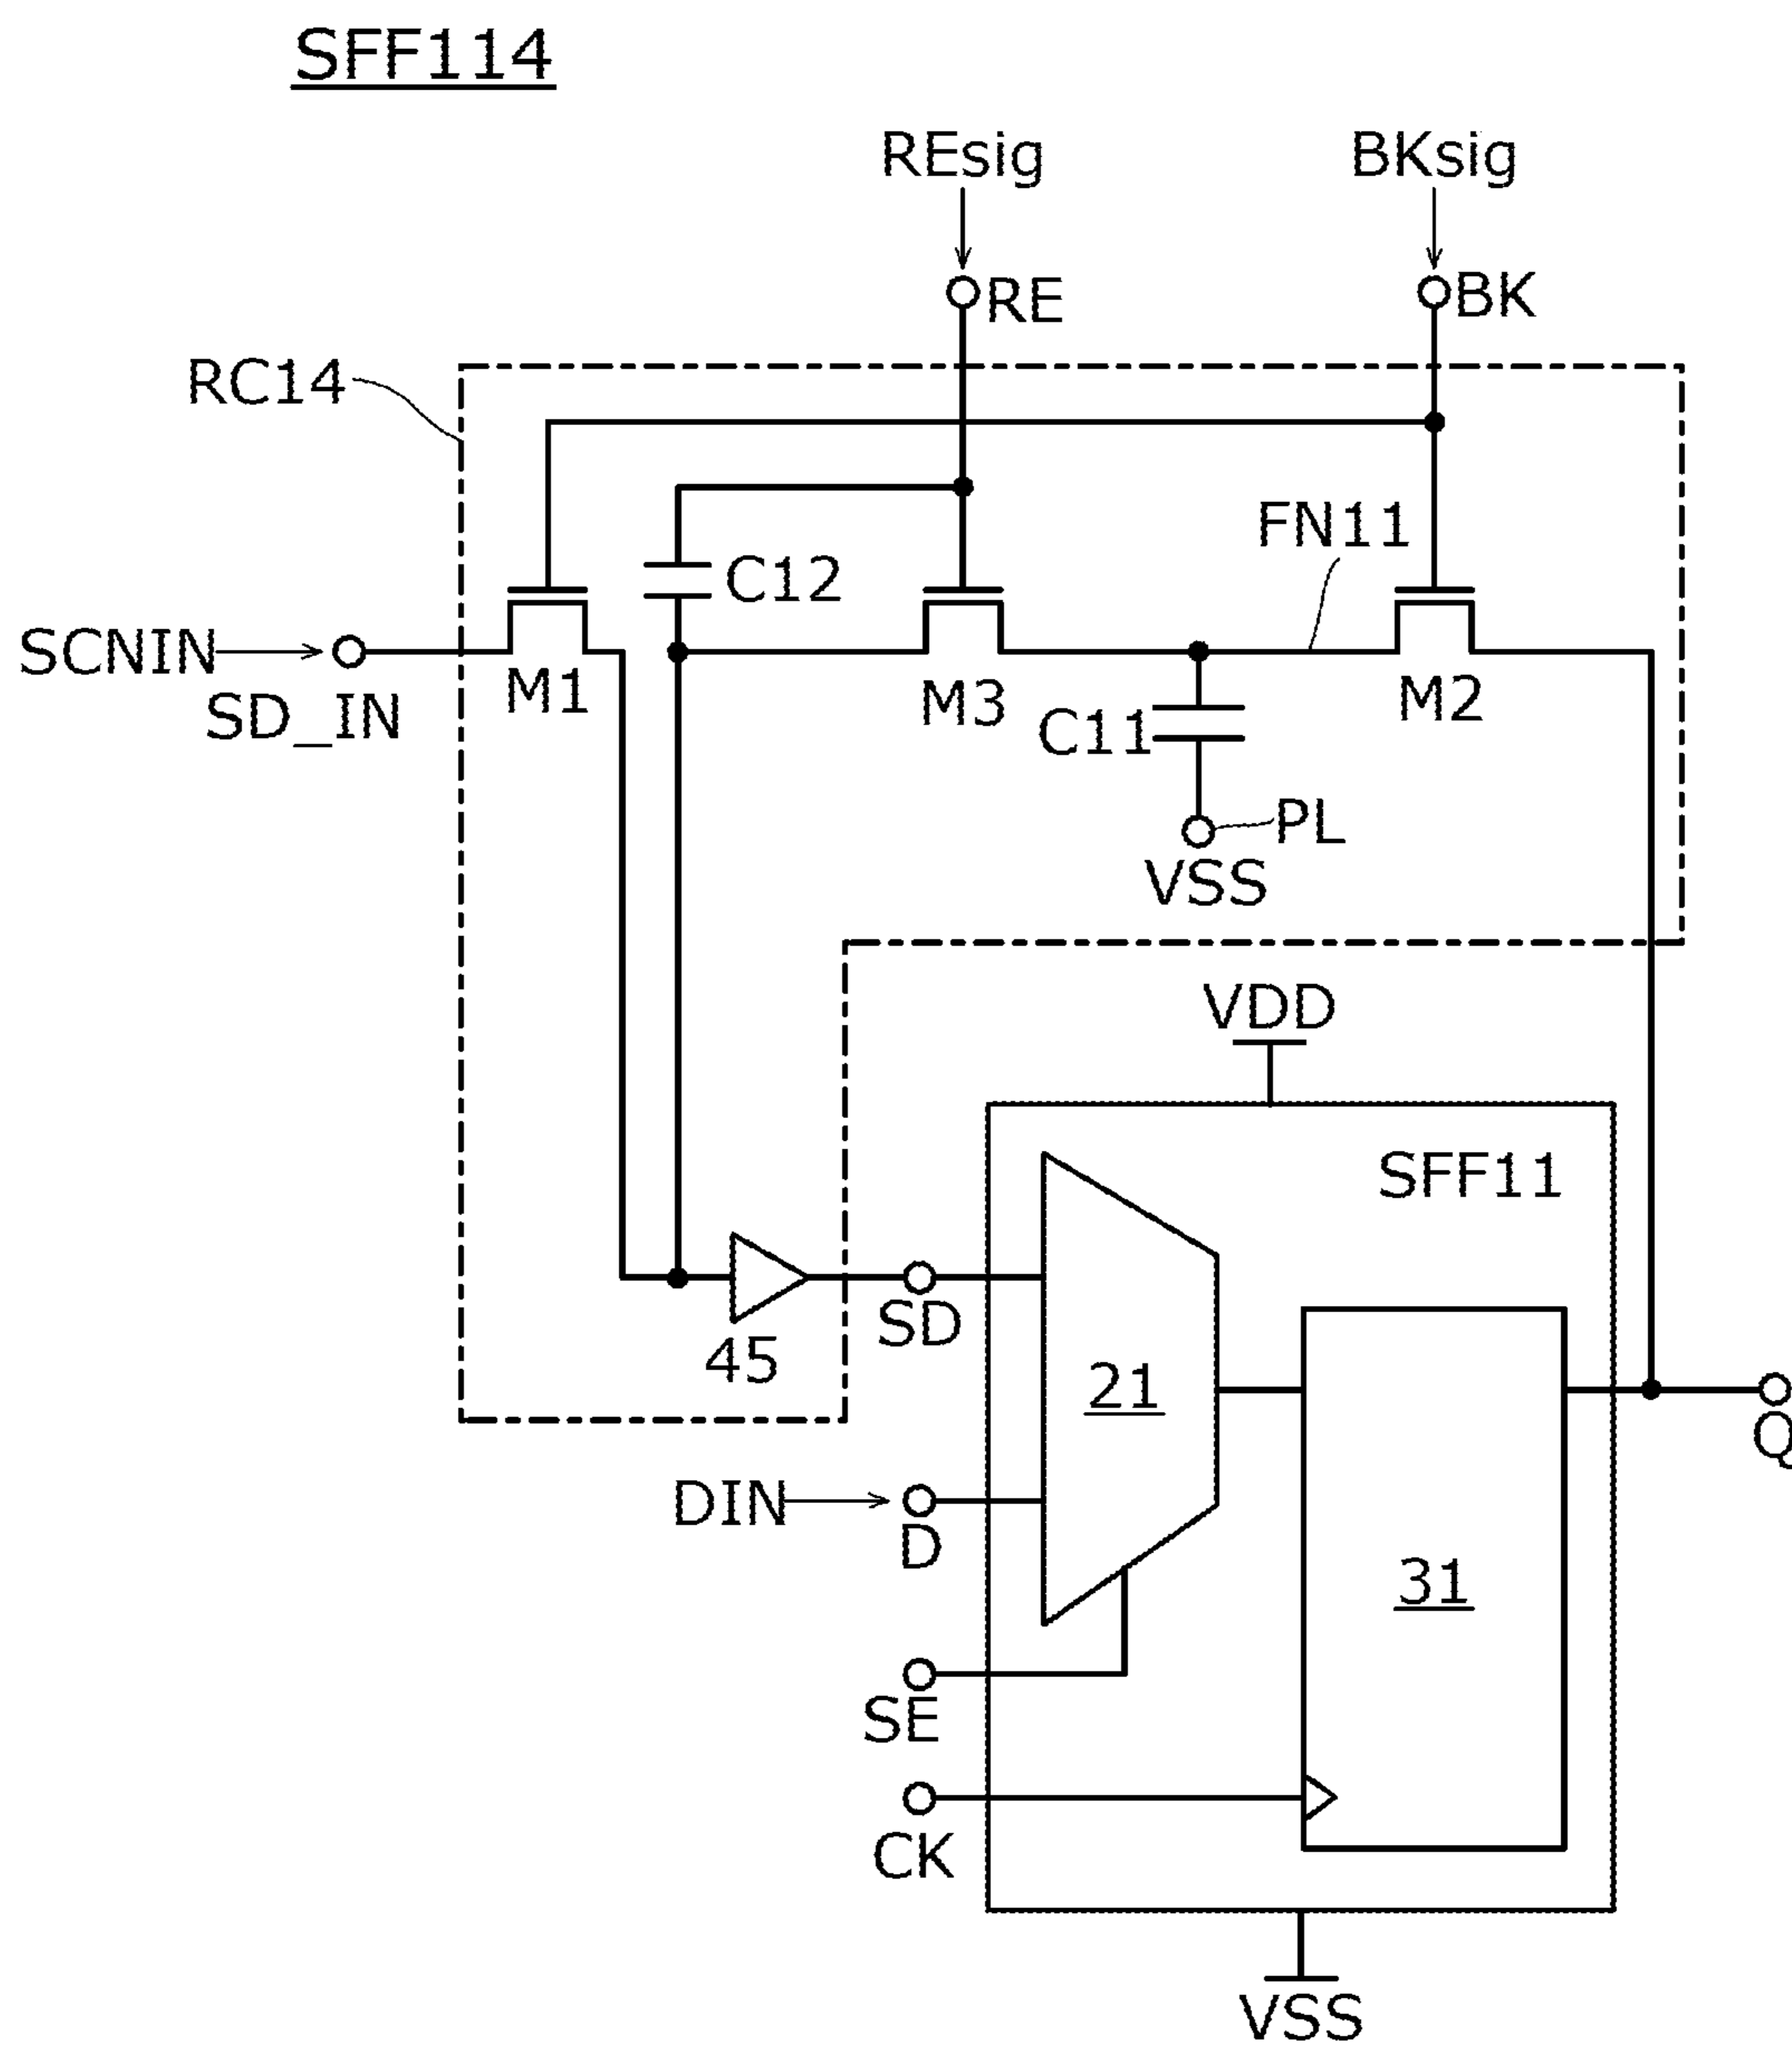 SFF114
REsig
BKsig
RE
BK
RC14
FN11
C12
SCNIN
M1
M3
M2
SD_IN
C11
PL
VSS
VDD
SFF11
SD
45
21
Q
DIN
D
31
SE
CK
VSS